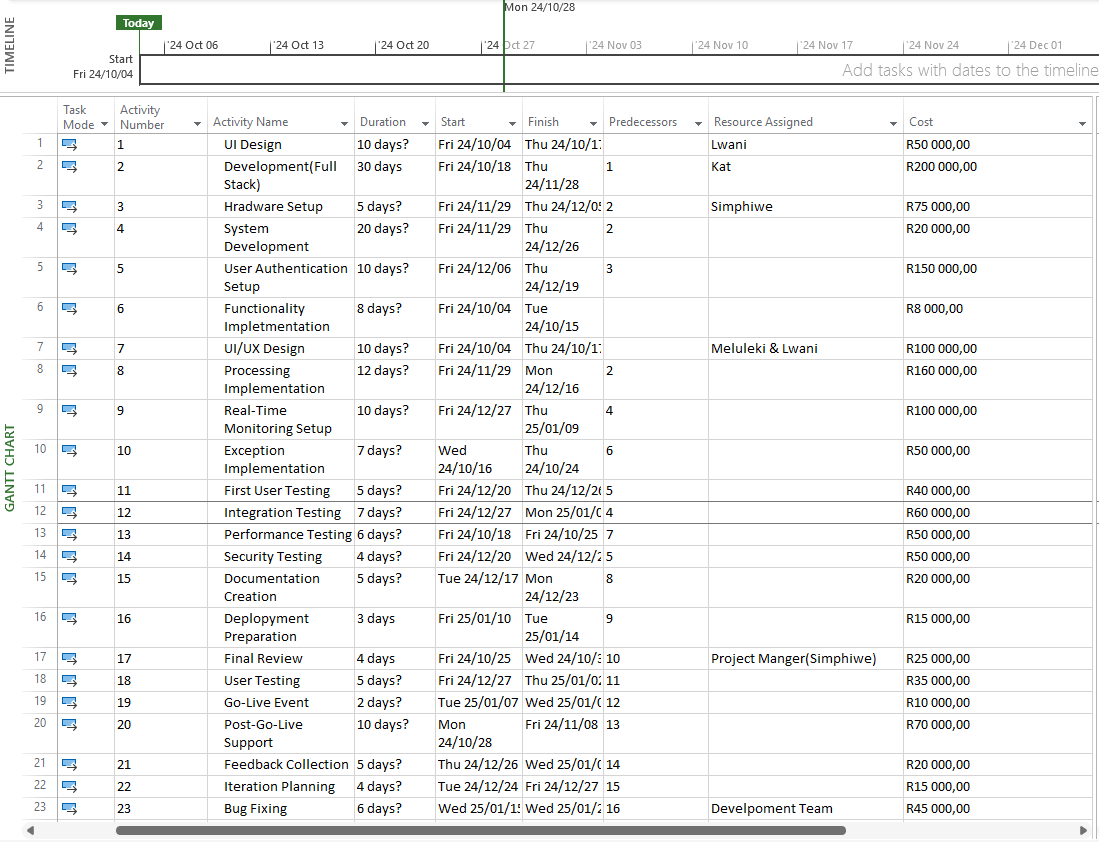 Mon 24/10/28
Today
TIMELINE
'24 Oct 06 '24 Oct 13 '24 Oct 20 '24 Oct 27 '24 Nov 03 '24 Nov 10 '24 Nov 17 '24 Nov 24 '24 Dec 01
Start
Fri 24/10/04
Add tasks with dates to the timeline
GANTT CHART
Task Mode Activity Number Activity Name Duration Start Finish Predecessors Resource Assigned Cost
1 1 UI Design 10 days? Fri 24/10/04 Thu 24/10/17 Lwani R50 000,00
2 2 Development(Full Stack) 30 days Fri 24/10/18 Thu 24/11/28 1 Kat R200 000,00
3 3 Hradware Setup 5 days? Fri 24/11/29 Thu 24/12/05 2 Simphiwe R75 000,00
4 4 System Development 20 days? Fri 24/11/29 Thu 24/12/26 2 R20 000,00
5 5 User Authentication Setup 10 days? Fri 24/12/06 Thu 24/12/19 3 R150 000,00
6 6 Functionality Impletmentation 8 days? Fri 24/10/04 Tue 24/10/15 R8 000,00
7 7 UI/UX Design 10 days? Fri 24/10/04 Thu 24/10/17 Meluleki & Lwani R100 000,00
8 8 Processing Implementation 12 days? Fri 24/11/29 Mon 24/12/16 2 R160 000,00
9 9 Real-Time Monitoring Setup 10 days? Fri 24/12/27 Thu 25/01/09 4 R100 000,00
10 10 Exception Implementation 7 days? Wed 24/10/16 Thu 24/10/24 6 R50 000,00
11 11 First User Testing 5 days? Fri 24/12/20 Thu 24/12/26 5 R40 000,00
12 12 Integration Testing 7 days? Fri 24/12/27 Mon 25/01/0 4 R60 000,00
13 13 Performance Testing 6 days? Fri 24/10/18 Fri 24/10/25 7 R50 000,00
14 14 Security Testing 4 days? Fri 24/12/20 Wed 24/12/2 5 R50 000,00
15 15 Documentation Creation 5 days? Tue 24/12/17 Mon 24/12/23 8 R20 000,00
16 16 Deplopyment Preparation 3 days Fri 25/01/10 Tue 25/01/14 9 R15 000,00
17 17 Final Review 4 days Fri 24/10/25 Wed 24/10/3 10 Project Manger(Simphiwe) R25 000,00
18 18 User Testing 5 days? Fri 24/12/27 Thu 25/01/02 11 R35 000,00
19 19 Go-Live Event 2 days? Tue 25/01/07 Wed 25/01/0 12 R10 000,00
20 20 Post-Go-Live Support 10 days? Mon 24/10/28 Fri 24/11/08 13 R70 000,00
21 21 Feedback Collection 5 days? Thu 24/12/26 Wed 25/01/0 14 R20 000,00
22 22 Iteration Planning 4 days? Tue 24/12/24 Fri 24/12/27 15 R15 000,00
23 23 Bug Fixing 6 days? Wed 25/01/15 Wed 25/01/2 16 Develpoment Team R45 000,00